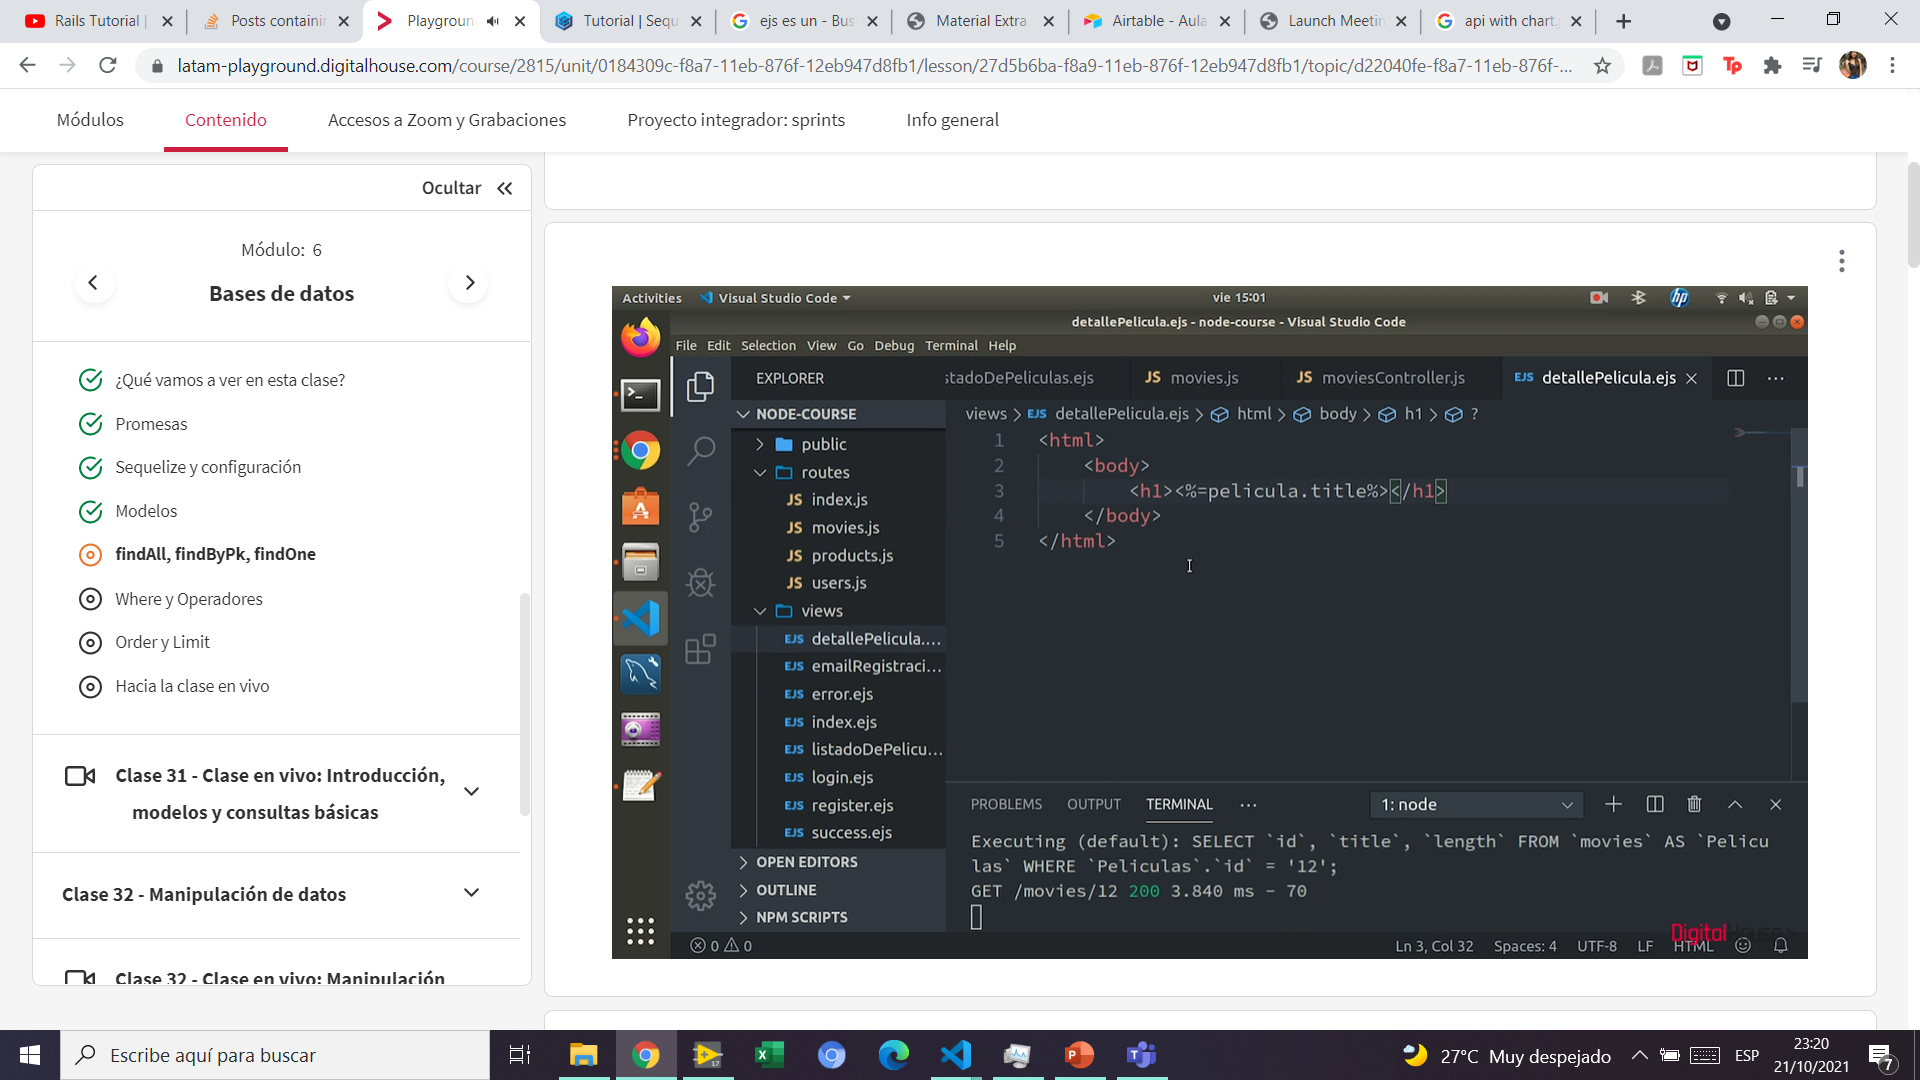 Rails Tutorial |
Posts containin
Playgroun
Tutorial | Sequ
ejs es un - Bus
Material Extra
Airtable - Aula
Launch Meetin
api with chart.j
latam-playground.digitalhouse.com/course/2815/unit/0184309c-f8a7-11eb-876f-12eb947d8fb1/lesson/27d5b6ba-f8a9-11eb-876f-12eb947d8fb1/topic/d22040fe-f8a7-11eb-876f-...
Módulos
Contenido
Accesos a Zoom y Grabaciones
Proyecto integrador: sprints
Info general
Ocultar
Módulo: 6
Bases de datos
¿Qué vamos a ver en esta clase?
Promesas
Sequelize y configuración
Modelos
findAll, findByPk, findOne
Where y Operadores
Order y Limit
Hacia la clase en vivo
Clase 31 - Clase en vivo: Introducción,
modelos y consultas básicas
Clase 32 - Manipulación de datos
Clase 32 - Clase en vivo: Manipulación
Activities
Visual Studio Code
vie 15:01
hp
detallePelicula.ejs - node-course - Visual Studio Code
File Edit Selection View Go Debug Terminal Help
EXPLORER
stadoDePeliculas.ejs
JS movies.js
JS moviesController.js
EJS detallePelicula.ejs
NODE-COURSE
views > EJS detallePelicula.ejs > html > body > h1 > ?
public
routes
JS index.js
JS movies.js
JS products.js
JS users.js
views
EJS detallePelicula....
EJS emailRegistraci...
EJS error.ejs
EJS index.ejs
EJS listadoDePelicu...
EJS login.ejs
EJS register.ejs
EJS success.ejs
OPEN EDITORS
OUTLINE
NPM SCRIPTS
1 <html>
2 <body>
3 <h1><%=pelicula.title%></h1>
4 </body>
5 </html>
PROBLEMS OUTPUT TERMINAL ...
1: node
Executing (default): SELECT `id`, `title`, `length` FROM `movies` AS `Pelicu
las` WHERE `Peliculas`.`id` = '12';
GET /movies/12 200 3.840 ms - 70
DigitalHouse>
0 0
Ln 3, Col 32 Spaces: 4 UTF-8 LF HTML
Escribe aquí para buscar
27°C Muy despejado
ESP
23:20
21/10/2021
7